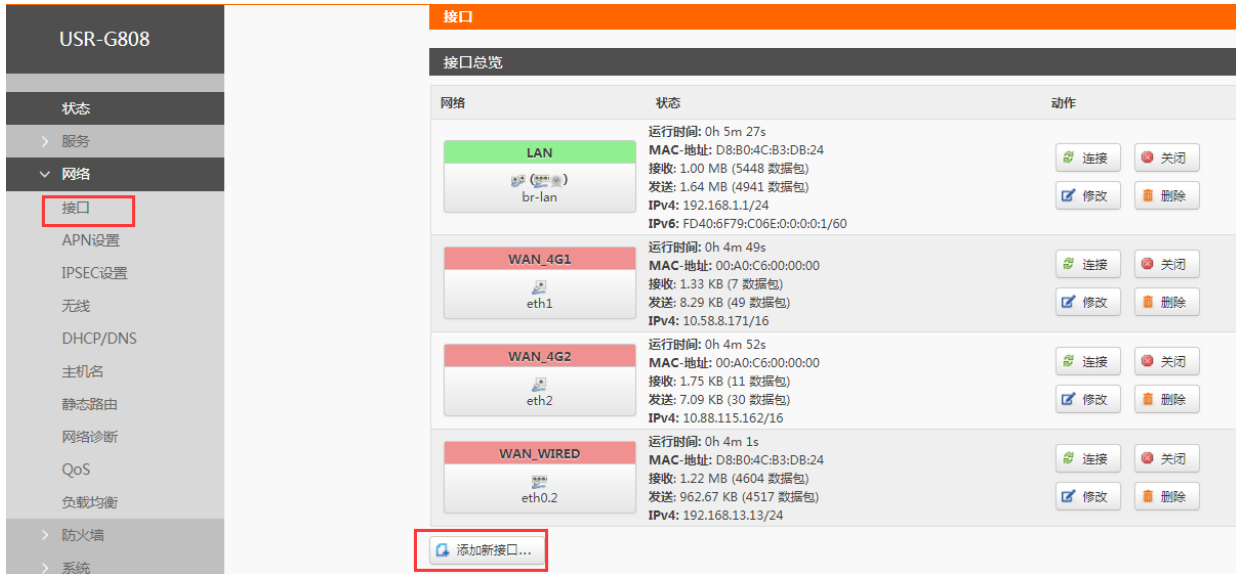 USR-G808
状态
服务
网络
接口
APN设置
IPSEC设置
无线
DHCP/DNS
主机名
静态路由
网络诊断
QoS
负载均衡
防火墙
系统
接口
接口总览
网络 状态 动作
LAN
br-lan
运行时间: 0h 5m 27s
MAC-地址: D8:B0:4C:B3:DB:24
接收: 1.00 MB (5448 数据包)
发送: 1.64 MB (4941 数据包)
IPv4: 192.168.1.1/24
IPv6: FD40:6F79:C06E:0:0:0:0:1/60
连接 关闭
修改 删除
WAN_4G1
eth1
运行时间: 0h 4m 49s
MAC-地址: 00:A0:C6:00:00:00
接收: 1.33 KB (7 数据包)
发送: 8.29 KB (49 数据包)
IPv4: 10.58.8.171/16
连接 关闭
修改 删除
WAN_4G2
eth2
运行时间: 0h 4m 52s
MAC-地址: 00:A0:C6:00:00:00
接收: 1.75 KB (11 数据包)
发送: 7.09 KB (30 数据包)
IPv4: 10.88.115.162/16
连接 关闭
修改 删除
WAN_WIRED
eth0.2
运行时间: 0h 4m 1s
MAC-地址: D8:B0:4C:B3:DB:24
接收: 1.22 MB (4604 数据包)
发送: 962.67 KB (4517 数据包)
IPv4: 192.168.13.13/24
连接 关闭
修改 删除
添加新接口...